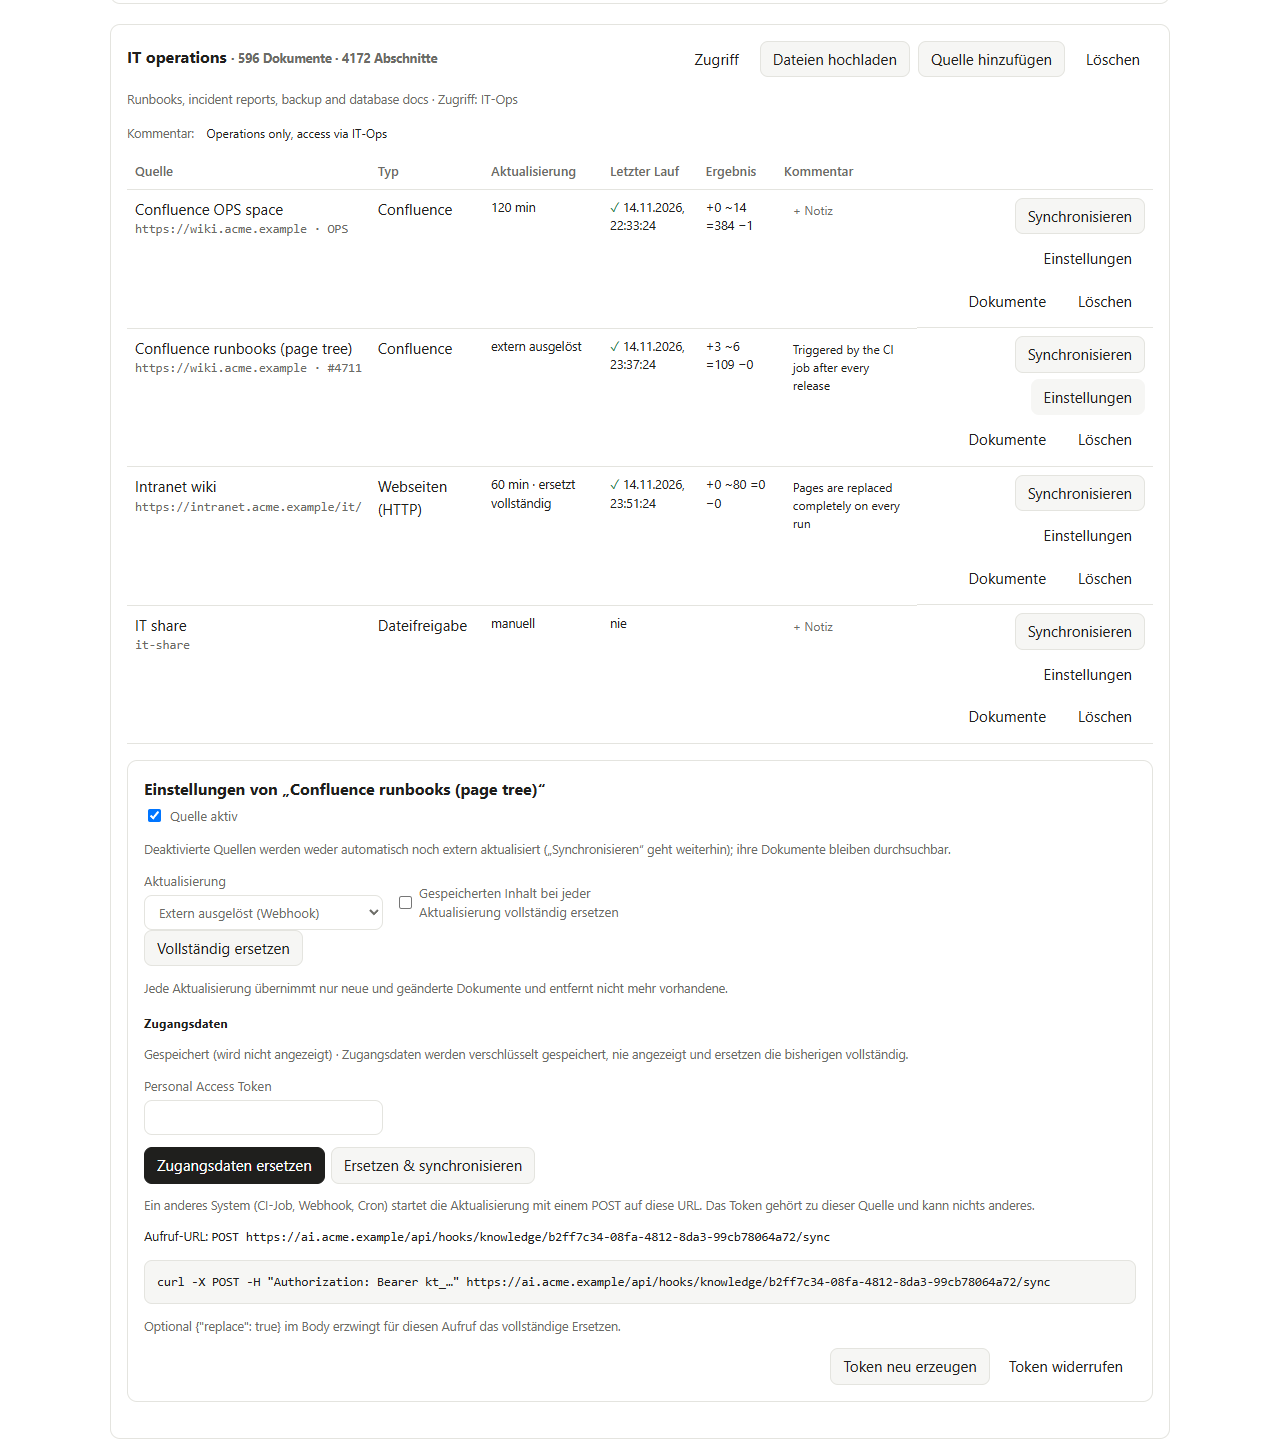 IT operations · 596 Dokumente · 4172 Abschnitte
Zugriff
Dateien hochladen
Quelle hinzufügen
Löschen
Runbooks, incident reports, backup and database docs · Zugriff: IT-Ops
Kommentar: Operations only, access via IT-Ops
Quelle Typ Aktualisierung Letzter Lauf Ergebnis Kommentar
Confluence OPS space
https://wiki.acme.example · OPS
Confluence
120 min
✓ 14.11.2026,
22:33:24
+0 ~14
=384 −1
+ Notiz
Synchronisieren
Einstellungen
Dokumente Löschen
Confluence runbooks (page tree)
https://wiki.acme.example · #4711
Confluence
extern ausgelöst
✓ 14.11.2026,
23:37:24
+3 ~6
=109 −0
Triggered by the CI
job after every
release
Synchronisieren
Einstellungen
Dokumente Löschen
Intranet wiki
https://intranet.acme.example/it/
Webseiten
(HTTP)
60 min · ersetzt
vollständig
✓ 14.11.2026,
23:51:24
+0 ~80 =0
−0
Pages are replaced
completely on every
run
Synchronisieren
Einstellungen
Dokumente Löschen
IT share
it-share
Dateifreigabe
manuell
nie
+ Notiz
Synchronisieren
Einstellungen
Dokumente Löschen
Einstellungen von „Confluence runbooks (page tree)“
Quelle aktiv
Deaktivierte Quellen werden weder automatisch noch extern aktualisiert („Synchronisieren“ geht weiterhin); ihre Dokumente bleiben durchsuchbar.
Aktualisierung
Extern ausgelöst (Webhook)
Gespeicherten Inhalt bei jeder
Aktualisierung vollständig ersetzen
Vollständig ersetzen
Jede Aktualisierung übernimmt nur neue und geänderte Dokumente und entfernt nicht mehr vorhandene.
Zugangsdaten
Gespeichert (wird nicht angezeigt) · Zugangsdaten werden verschlüsselt gespeichert, nie angezeigt und ersetzen die bisherigen vollständig.
Personal Access Token
Zugangsdaten ersetzen
Ersetzen & synchronisieren
Ein anderes System (CI-Job, Webhook, Cron) startet die Aktualisierung mit einem POST auf diese URL. Das Token gehört zu dieser Quelle und kann nichts anderes.
Aufruf-URL: POST https://ai.acme.example/api/hooks/knowledge/b2ff7c34-08fa-4812-8da3-99cb78064a72/sync
curl -X POST -H "Authorization: Bearer kt_…" https://ai.acme.example/api/hooks/knowledge/b2ff7c34-08fa-4812-8da3-99cb78064a72/sync
Optional {"replace": true} im Body erzwingt für diesen Aufruf das vollständige Ersetzen.
Token neu erzeugen
Token widerrufen